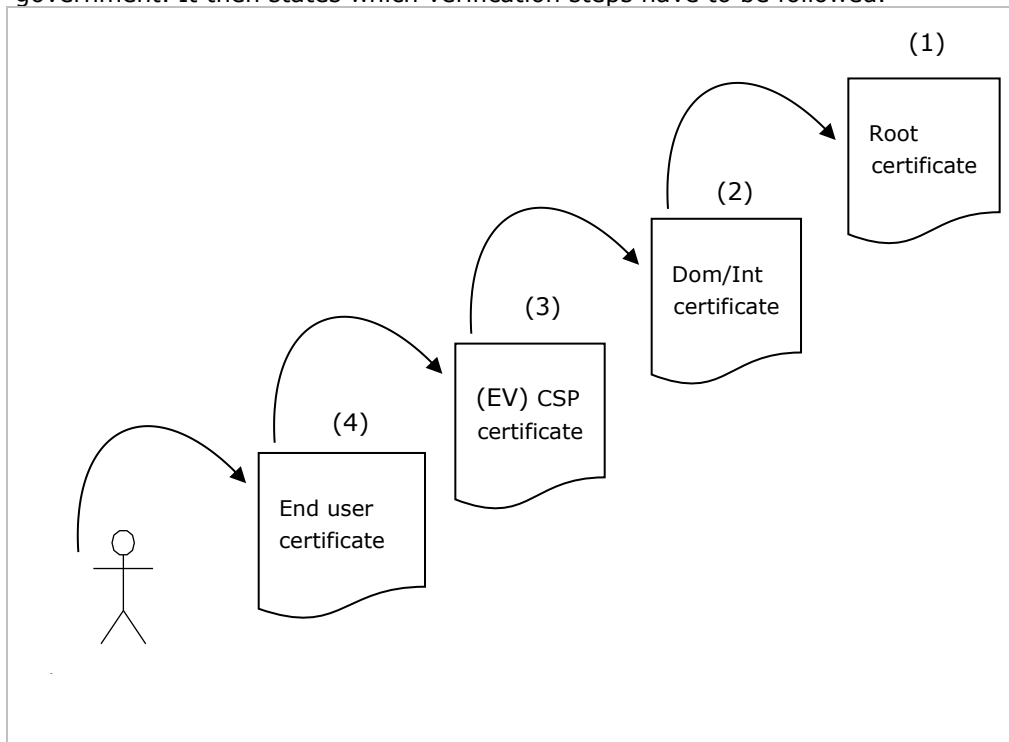 government. It then states which verification steps have to be followed.
(1)
Root
certificate
(2)
Dom/Int
certificate
(3)
(EV) CSP
certificate
(4)
End user
certificate